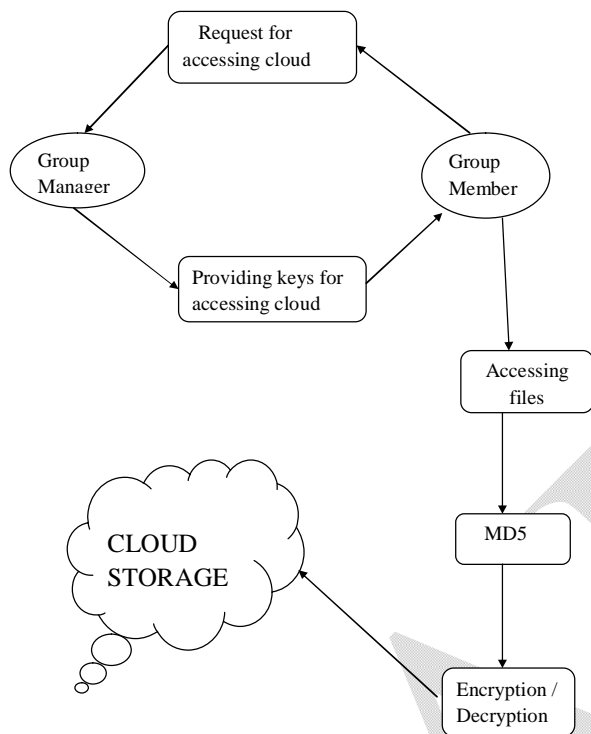 Request for
accessing cloud
Group
Manager
Group
Member
Providing keys for
accessing cloud
Accessing
files
MD5
CLOUD
STORAGE
Encryption /
Decryption